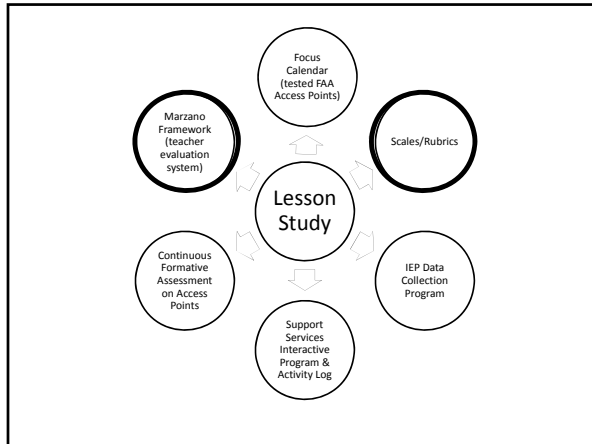 Focus
Calendar
(tested FAA
Access Points)
Marzano
Framework
(teacher
evaluation
system)
Scales/Rubrics
Lesson
Study
Continuous
Formative
Assessment
on Access
Points
IEP Data
Collection
Program
Support
Services
Interactive
Program &
Activity Log